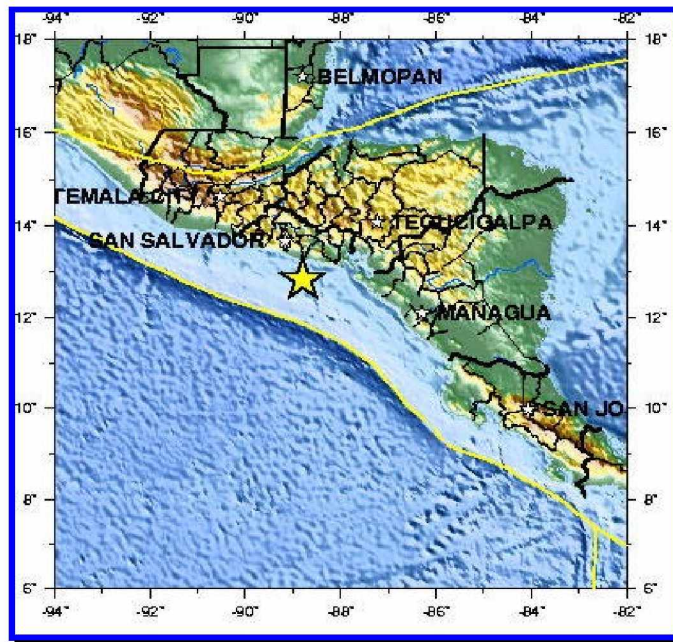 -94° -92° -90° -88° -86° -84° -82°
18° 18°
BELMOPAN
16° 16°
TEMALA CITY
14° TEGUCIGALPA 14°
SAN SALVADOR
12° MANAGUA 12°
10° SAN JO 10°
8° 8°
6° 6°
-94° -92° -90° -88° -86° -84° -82°